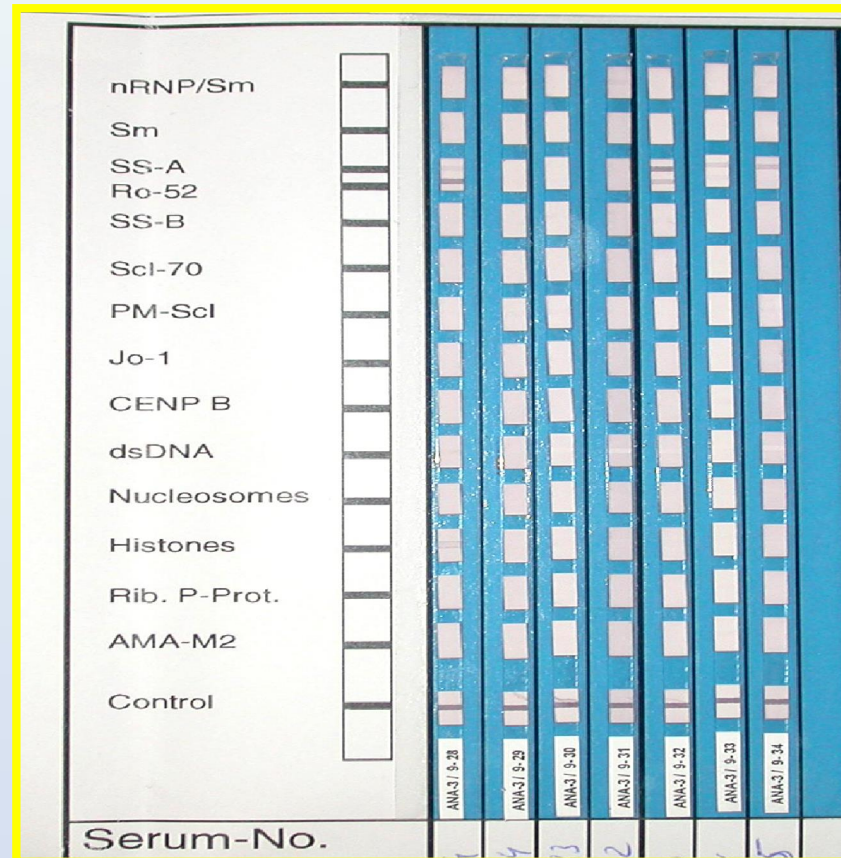 nRNP/Sm
Sm
SS-A
Ro-52
SS-B
Scl-70
PM-Scl
Jo-1
CENP B
dsDNA
Nucleosomes
Histones
Rib. P-Prot.
AMA-M2
Control
ANA-3 / 9-28
ANA-3 / 9-29
ANA-3 / 9-30
ANA-3 / 9-31
ANA-3 / 9-32
ANA-3 / 9-33
ANA-3 / 9-34
Serum-No.